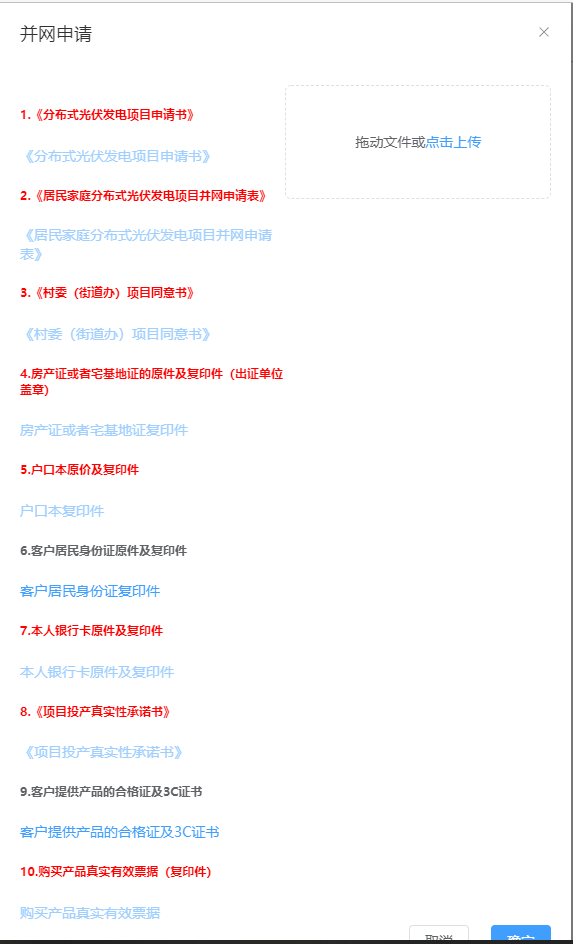 并网申请
1.《分布式光伏发电项目申请书》
《分布式光伏发电项目申请书》
拖动文件或点击上传
2.《居民家庭分布式光伏发电项目并网申请表》
《居民家庭分布式光伏发电项目并网申请
表》
3.《村委（街道办）项目同意书》
《村委（街道办）项目同意书》
4.房产证或者宅基地证的原件及复印件（出证单位
盖章）
房产证或者宅基地证复印件
5.户口本原价及复印件
户口本复印件
6.客户居民身份证原件及复印件
客户居民身份证复印件
7.本人银行卡原件及复印件
本人银行卡原件及复印件
8.《项目投产真实性承诺书》
《项目投产真实性承诺书》
9.客户提供产品的合格证及3C证书
客户提供产品的合格证及3C证书
10.购买产品真实有效票据（复印件）
购买产品真实有效票据
取消
确定